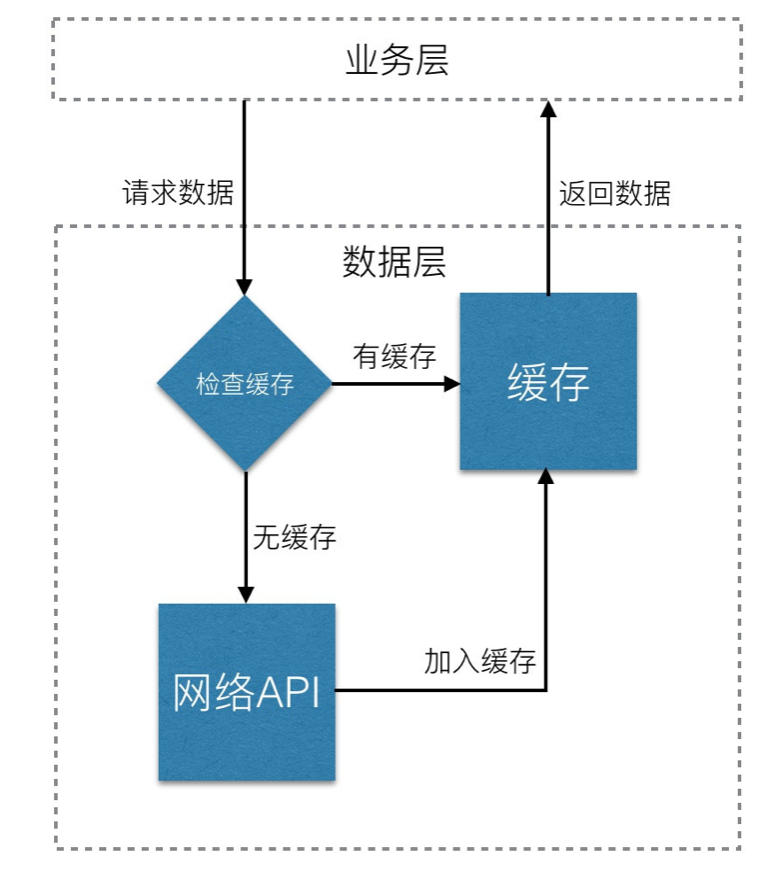 业务层
请求数据
返回数据
数据层
检查缓存
有缓存
缓存
无缓存
网络API
加入缓存